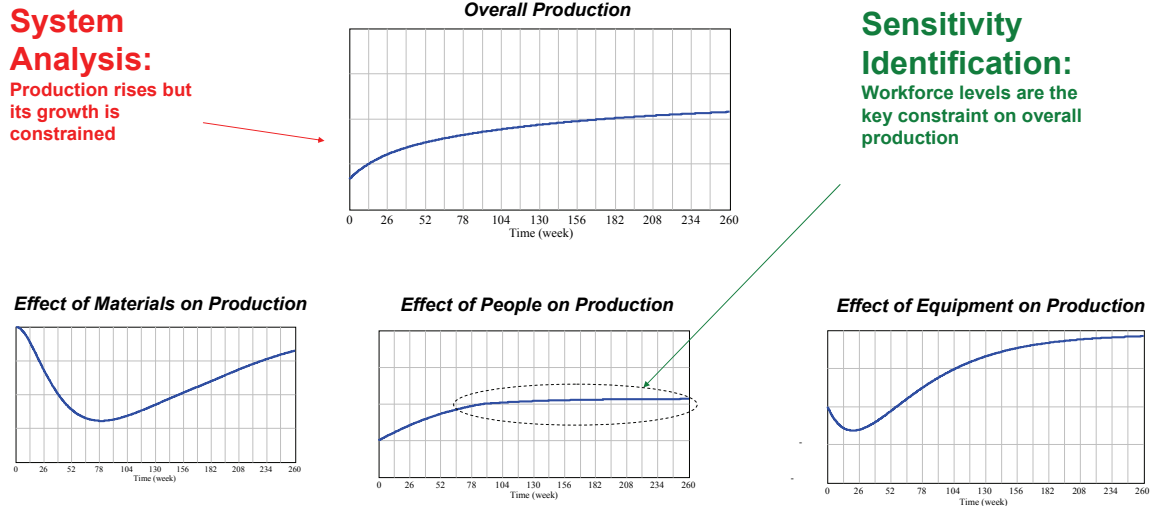 System
Analysis:
Production rises but
its growth is
constrained
Overall Production
0 26 52 78 104 130 156 182 208 234 260
Time (week)
Sensitivity
Identification:
Workforce levels are the
key constraint on overall
production
Effect of Materials on Production
0 26 52 78 104 130 156 182 208 234 260
Time (week)
Effect of People on Production
0 26 52 78 104 130 156 182 208 234 260
Time (week)
Effect of Equipment on Production
0 26 52 78 104 130 156 182 208 234 260
Time (week)